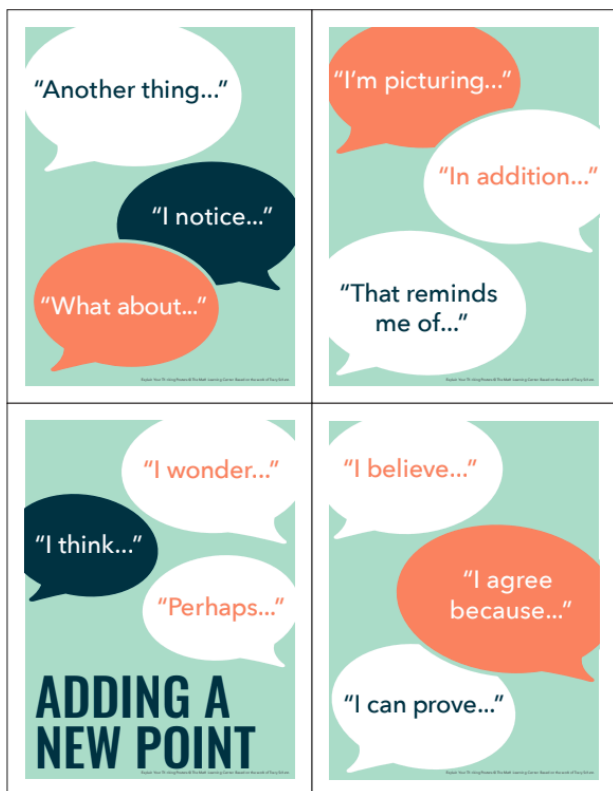 “Another thing...”
“I notice...”
“What about...”
“I’m picturing...”
“In addition...”
“That reminds
me of...”
“I wonder...”
“I think...”
“Perhaps...”
ADDING A
NEW POINT
“I believe...”
“I agree
because...”
“I can prove...”